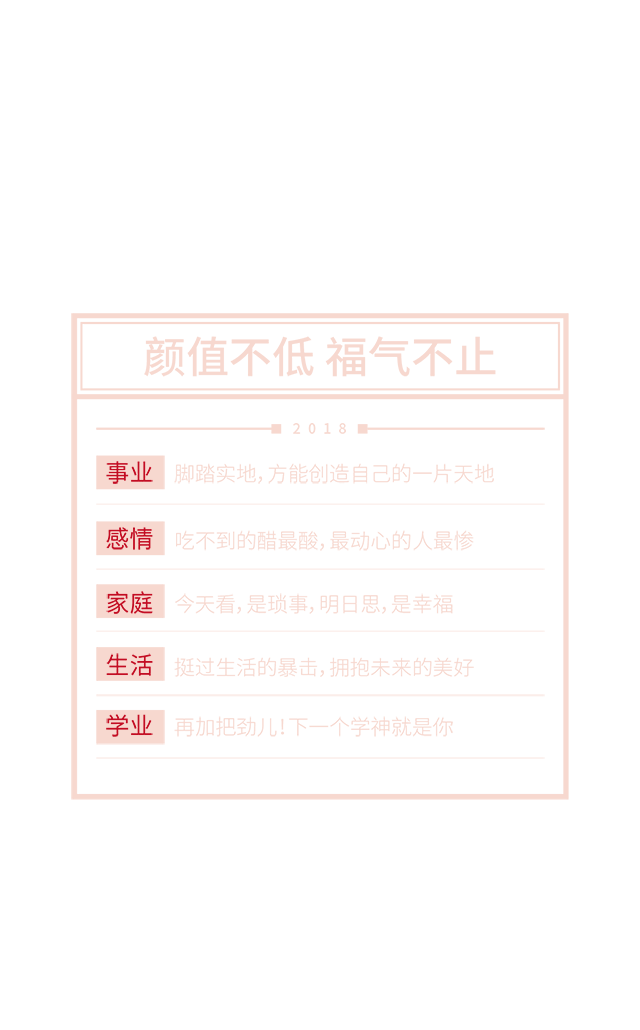 颜值不低 福气不止
2018
事业 脚踏实地,方能创造自己的一片天地
感情 吃不到的醋最酸,最动心的人最惨
家庭 今天看,是琐事,明日思,是幸福
生活 挺过生活的暴击,拥抱未来的美好
学业 再加把劲儿!下一个学神就是你